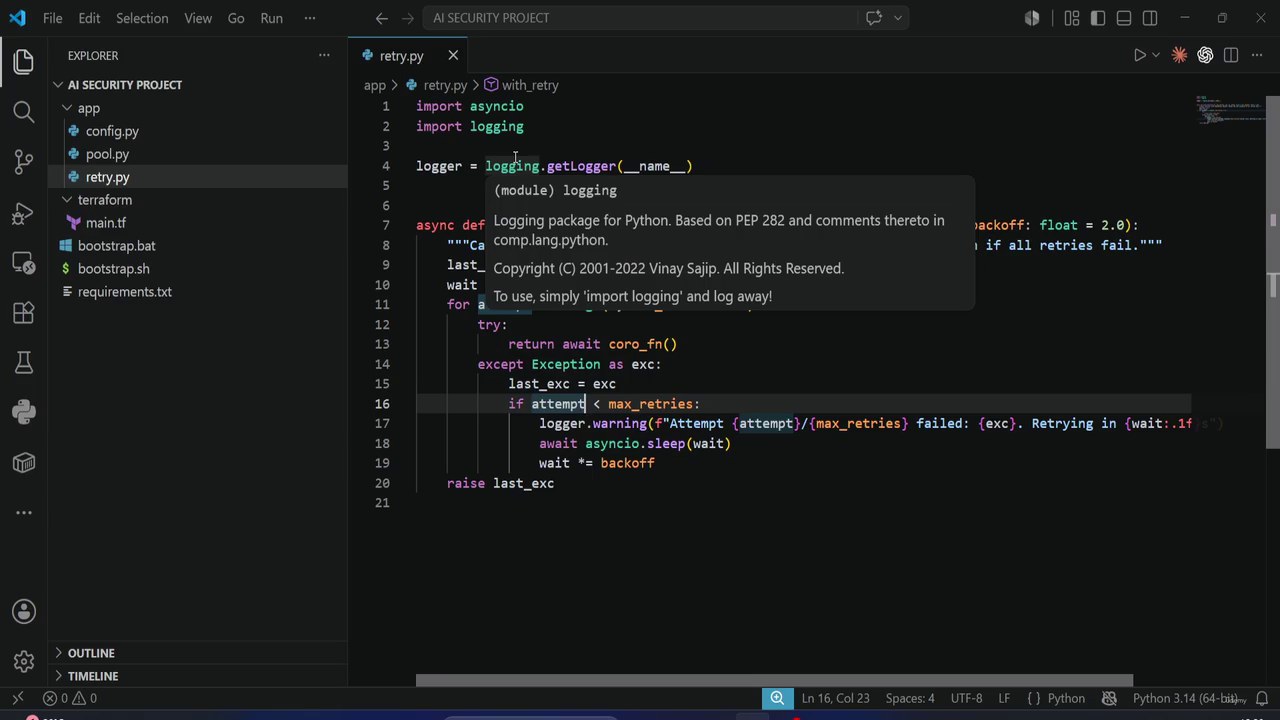 File Edit Selection View Go Run ···
AI SECURITY PROJECT
EXPLORER
AI SECURITY PROJECT
app
config.py
pool.py
retry.py
terraform
main.tf
bootstrap.bat
bootstrap.sh
requirements.txt
OUTLINE
TIMELINE
retry.py
app > retry.py > with_retry
1 import asyncio
2 import logging
3
4 logger = logging.getLogger(__name__)
5
6
(module) logging
Logging package for Python. Based on PEP 282 and comments thereto in
comp.lang.python.
Copyright (C) 2001-2022 Vinay Sajip. All Rights Reserved.
To use, simply 'import logging' and log away!
7 async def backoff: float = 2.0):
8 """Ca if all retries fail."""
9 last_
10 wait
11 for
12 try:
13 return await coro_fn()
14 except Exception as exc:
15 last_exc = exc
16 if attempt < max_retries:
17 logger.warning(f"Attempt {attempt}/{max_retries} failed: {exc}. Retrying in {wait:.1f}s")
18 await asyncio.sleep(wait)
19 wait *= backoff
20 raise last_exc
21
0 0 Ln 16, Col 23 Spaces: 4 UTF-8 LF { } Python Python 3.14 (64-bit)